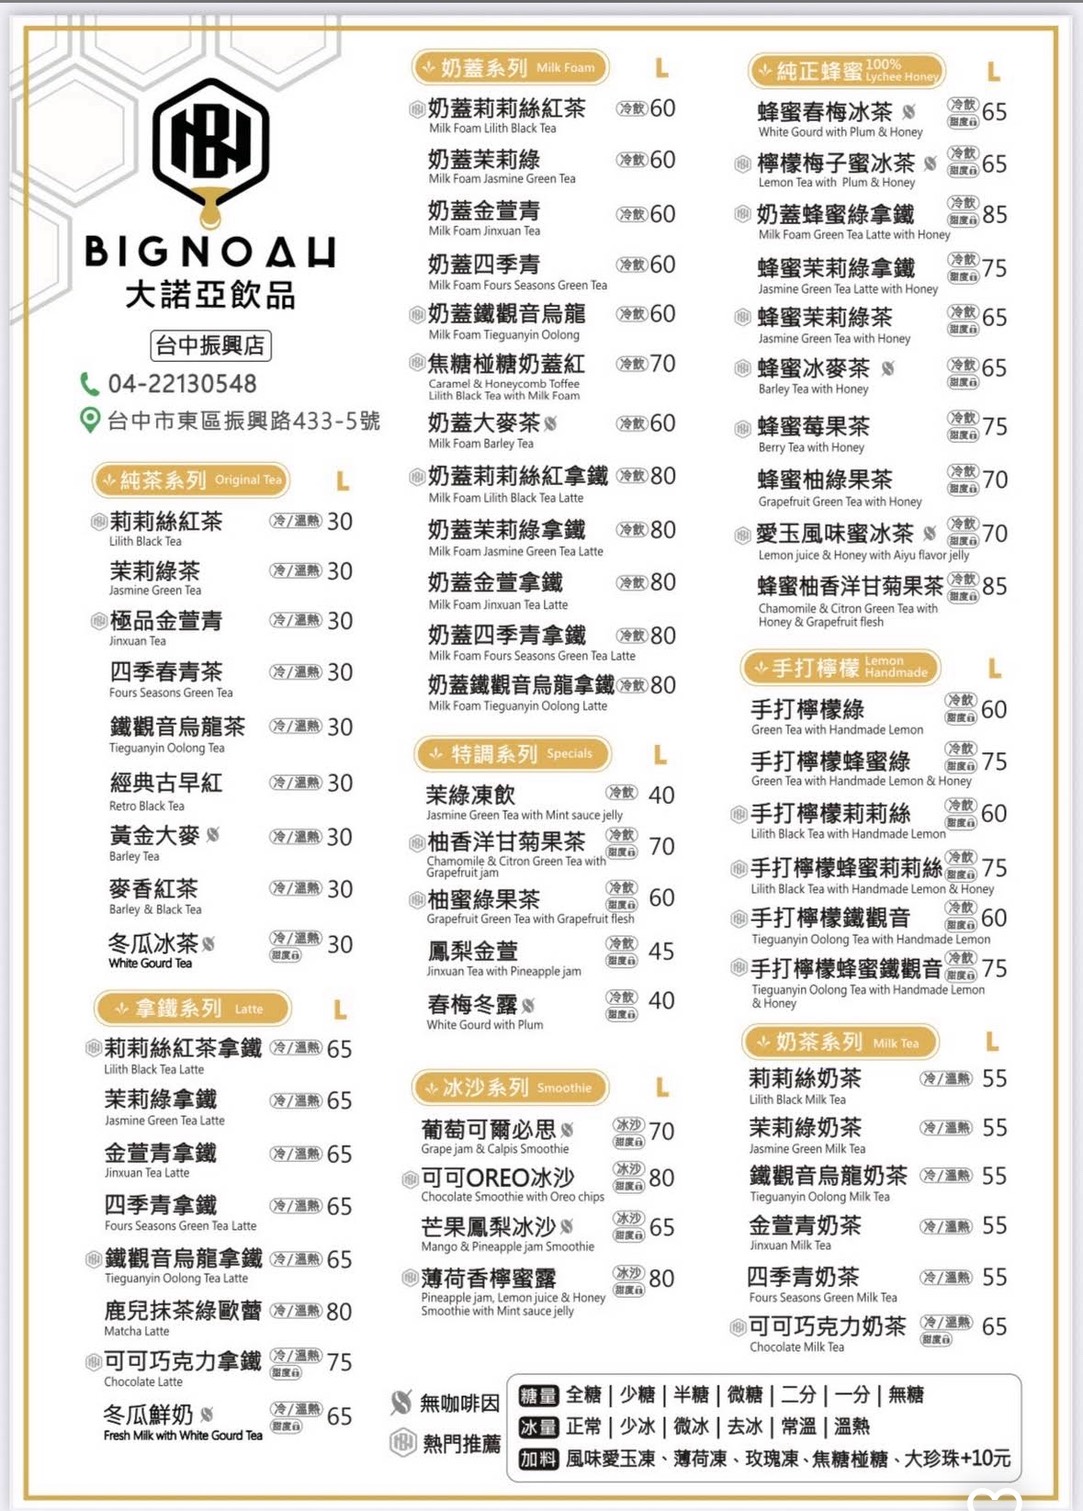 BIGNOAH
大諾亞飲品
台中振興店
04-22130548
台中市東區振興路433-5號
純茶系列 Original Tea L
莉莉絲紅茶 冷/溫熱 30
Lilith Black Tea
茉莉綠茶 冷/溫熱 30
Jasmine Green Tea
極品金萱青 冷/溫熱 30
Jinxuan Tea
四季春青茶 冷/溫熱 30
Fours Seasons Green Tea
鐵觀音烏龍茶 冷/溫熱 30
Tieguanyin Oolong Tea
經典古早紅 冷/溫熱 30
Retro Black Tea
黃金大麥 冷/溫熱 30
Barley Tea
麥香紅茶 冷/溫熱 30
Barley & Black Tea
冬瓜冰茶 冷/溫熱 甜度 30
White Gourd Tea
拿鐵系列 Latte L
莉莉絲紅茶拿鐵 冷/溫熱 65
Lilith Black Tea Latte
茉莉綠拿鐵 冷/溫熱 65
Jasmine Green Tea Latte
金萱青拿鐵 冷/溫熱 65
Jinxuan Tea Latte
四季青拿鐵 冷/溫熱 65
Fours Seasons Green Tea Latte
鐵觀音烏龍拿鐵 冷/溫熱 65
Tieguanyin Oolong Tea Latte
鹿兒抹茶綠歐蕾 冷/溫熱 80
Matcha Latte
可可巧克力拿鐵 冷/溫熱 甜度 75
Chocolate Latte
冬瓜鮮奶 冷/溫熱 甜度 65
Fresh Milk with White Gourd Tea
奶蓋系列 Milk Foam L
奶蓋莉莉絲紅茶 冷飲 60
Milk Foam Lilith Black Tea
奶蓋茉莉綠 冷飲 60
Milk Foam Jasmine Green Tea
奶蓋金萱青 冷飲 60
Milk Foam Jinxuan Tea
奶蓋四季青 冷飲 60
Milk Foam Fours Seasons Green Tea
奶蓋鐵觀音烏龍 冷飲 60
Milk Foam Tieguanyin Oolong
焦糖椪糖奶蓋紅 冷飲 70
Caramel & Honeycomb Toffee
Lilith Black Tea with Milk Foam
奶蓋大麥茶 冷飲 60
Milk Foam Barley Tea
奶蓋莉莉絲紅拿鐵 冷飲 80
Milk Foam Lilith Black Tea Latte
奶蓋茉莉綠拿鐵 冷飲 80
Milk Foam Jasmine Green Tea Latte
奶蓋金萱拿鐵 冷飲 80
Milk Foam Jinxuan Tea Latte
奶蓋四季青拿鐵 冷飲 80
Milk Foam Fours Seasons Green Tea Latte
奶蓋鐵觀音烏龍拿鐵 冷飲 80
Milk Foam Tieguanyin Oolong Latte
特調系列 Specials L
茉綠凍飲 冷飲 40
Jasmine Green Tea with Mint sauce jelly
柚香洋甘菊果茶 冷飲 甜度 70
Chamomile & Citron Green Tea with
Grapefruit jam
柚蜜綠果茶 冷飲 甜度 60
Grapefruit Green Tea with Grapefruit flesh
鳳梨金萱 冷飲 甜度 45
Jinxuan Tea with Pineapple jam
春梅冬露 冷飲 甜度 40
White Gourd with Plum
冰沙系列 Smoothie L
葡萄可爾必思 冰沙 甜度 70
Grape jam & Calpis Smoothie
可可OREO冰沙 冰沙 甜度 80
Chocolate Smoothie with Oreo chips
芒果鳳梨冰沙 冰沙 甜度 65
Mango & Pineapple jam Smoothie
薄荷香檸蜜露 冰沙 甜度 80
Pineapple jam, Lemon juice & Honey
Smoothie with Mint sauce jelly
純正蜂蜜 100% Lychee Honey L
蜂蜜春梅冰茶 冷飲 甜度 65
White Gourd with Plum & Honey
檸檬梅子蜜冰茶 冷飲 甜度 65
Lemon Tea with Plum & Honey
奶蓋蜂蜜綠拿鐵 冷飲 甜度 85
Milk Foam Green Tea Latte with Honey
蜂蜜茉莉綠拿鐵 冷飲 甜度 75
Jasmine Green Tea Latte with Honey
蜂蜜茉莉綠茶 冷飲 甜度 65
Jasmine Green Tea with Honey
蜂蜜冰麥茶 冷飲 甜度 65
Barley Tea with Honey
蜂蜜莓果茶 冷飲 甜度 75
Berry Tea with Honey
蜂蜜柚綠果茶 冷飲 甜度 70
Grapefruit Green Tea with Honey
愛玉風味蜜冰茶 冷飲 甜度 70
Lemon juice & Honey with Aiyu flavor jelly
蜂蜜柚香洋甘菊果茶 冷飲 甜度 85
Chamomile & Citron Green Tea with
Honey & Grapefruit flesh
手打檸檬 Lemon Handmade L
手打檸檬綠 冷飲 甜度 60
Green Tea with Handmade Lemon
手打檸檬蜂蜜綠 冷飲 甜度 75
Green Tea with Handmade Lemon & Honey
手打檸檬莉莉絲 冷飲 甜度 60
Lilith Black Tea with Handmade Lemon
手打檸檬蜂蜜莉莉絲 冷飲 甜度 75
Lilith Black Tea with Handmade Lemon & Honey
手打檸檬鐵觀音 冷飲 甜度 60
Tieguanyin Oolong Tea with Handmade Lemon
手打檸檬蜂蜜鐵觀音 冷飲 甜度 75
Tieguanyin Oolong Tea with Handmade Lemon
& Honey
奶茶系列 Milk Tea L
莉莉絲奶茶 冷/溫熱 55
Lilith Black Milk Tea
茉莉綠奶茶 冷/溫熱 55
Jasmine Green Milk Tea
鐵觀音烏龍奶茶 冷/溫熱 55
Tieguanyin Oolong Milk Tea
金萱青奶茶 冷/溫熱 55
Jinxuan Milk Tea
四季青奶茶 冷/溫熱 55
Fours Seasons Green Milk Tea
可可巧克力奶茶 冷/溫熱 甜度 65
Chocolate Milk Tea
無咖啡因
熱門推薦
糖量 全糖 | 少糖 | 半糖 | 微糖 | 二分 | 一分 | 無糖
冰量 正常 | 少冰 | 微冰 | 去冰 | 常溫 | 溫熱
加料 風味愛玉凍、薄荷凍、玫瑰凍、焦糖椪糖、大珍珠+10元